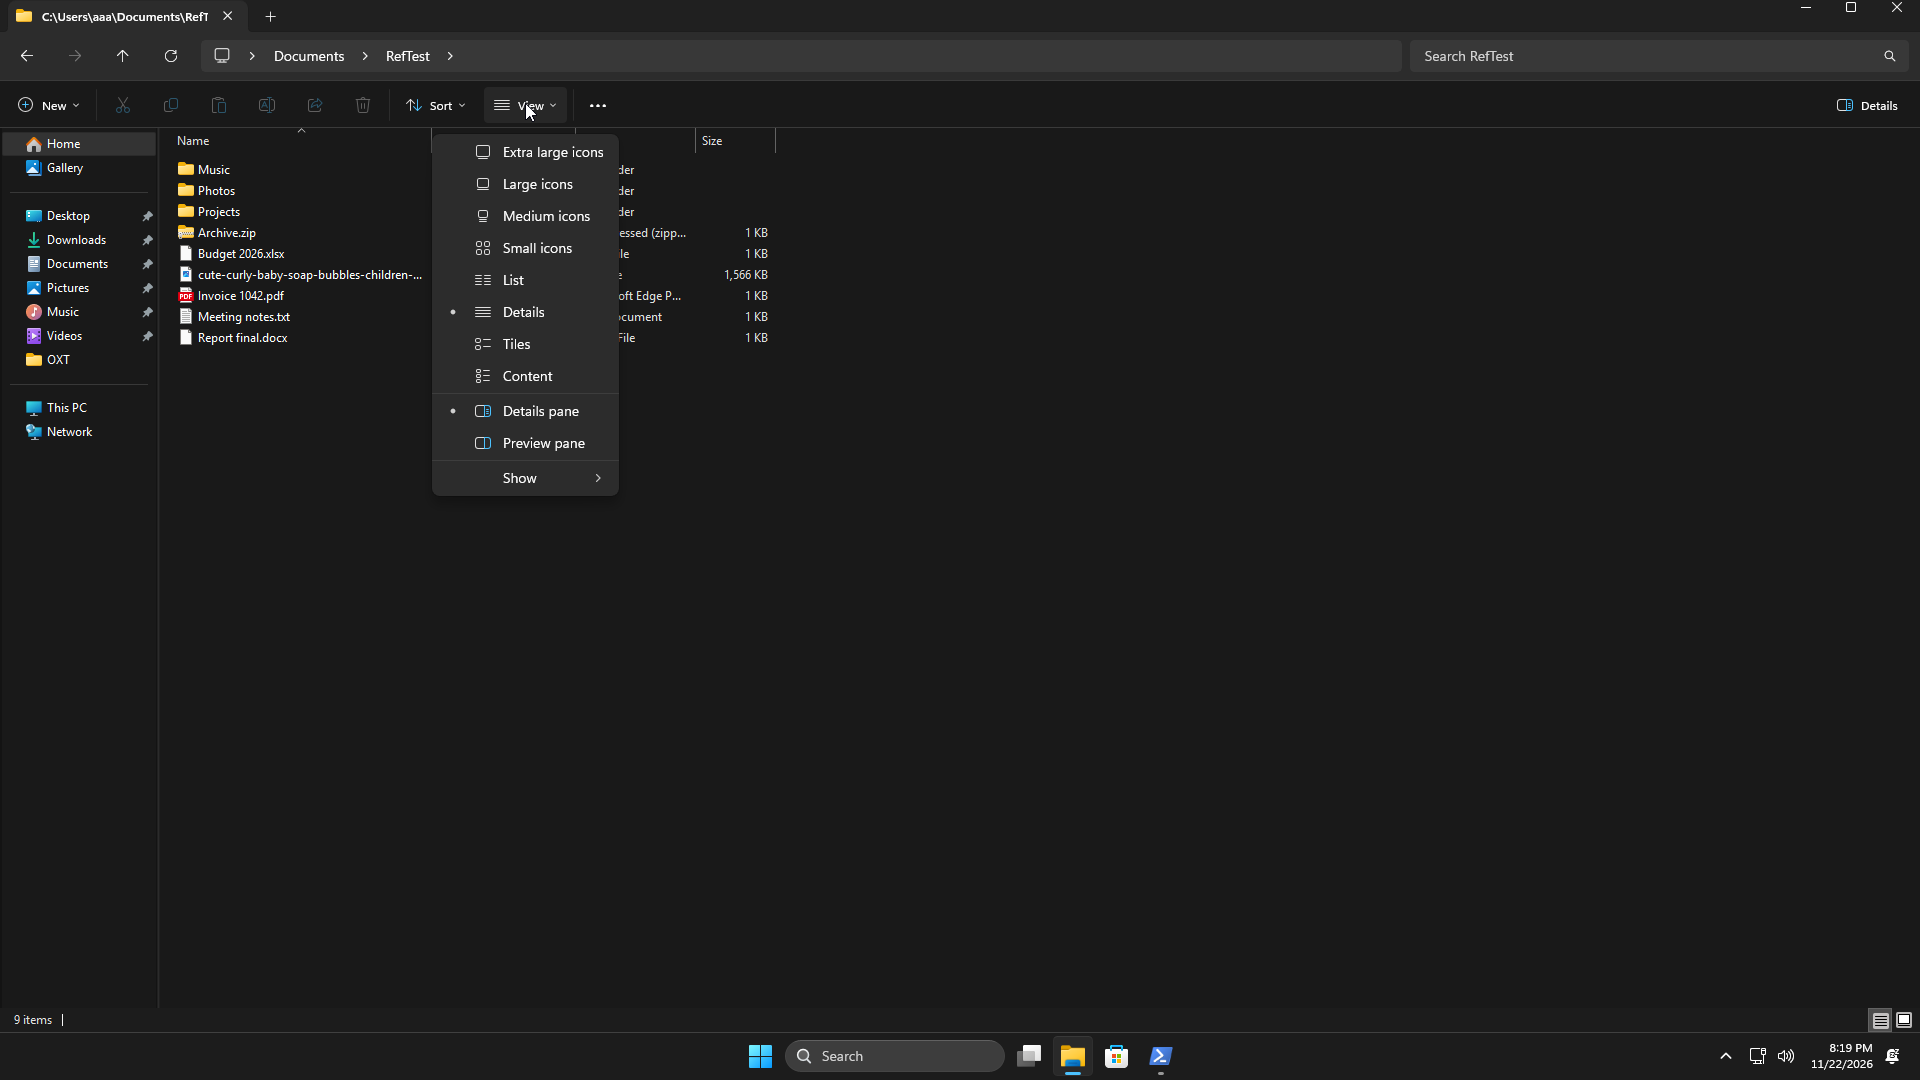 C:\Users\aaa\Documents\RefT
Documents
RefTest
Search RefTest
New
Sort
View
Details
Home
Gallery
Desktop
Downloads
Documents
Pictures
Music
Videos
OXT
This PC
Network
Name
Size
Music
der
Photos
der
Projects
der
Archive.zip
essed (zipp...
1 KB
Budget 2026.xlsx
ile
1 KB
cute-curly-baby-soap-bubbles-children-...
e
1,566 KB
Invoice 1042.pdf
oft Edge P...
1 KB
Meeting notes.txt
ocument
1 KB
Report final.docx
File
1 KB
Extra large icons
Large icons
Medium icons
Small icons
List
Details
Tiles
Content
Details pane
Preview pane
Show
9 items
Search
8:19 PM
11/22/2026